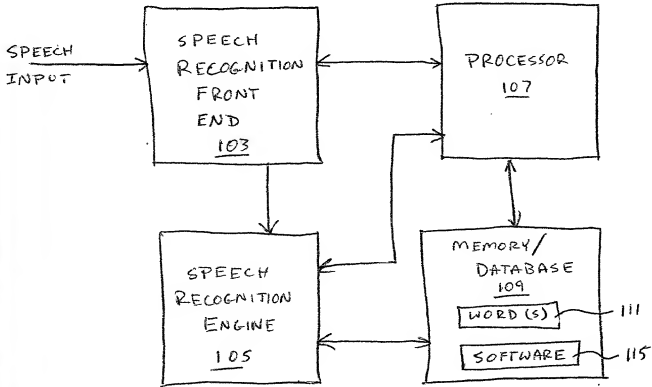 SPEECH
INPUT
SPEECH
RECOGNITION
FRONT
END
103
PROCESSOR
107
SPEECH
RECOGNITION
ENGINE
105
MEMORY/
DATABASE
109
WORD(S)
111
SOFTWARE
115